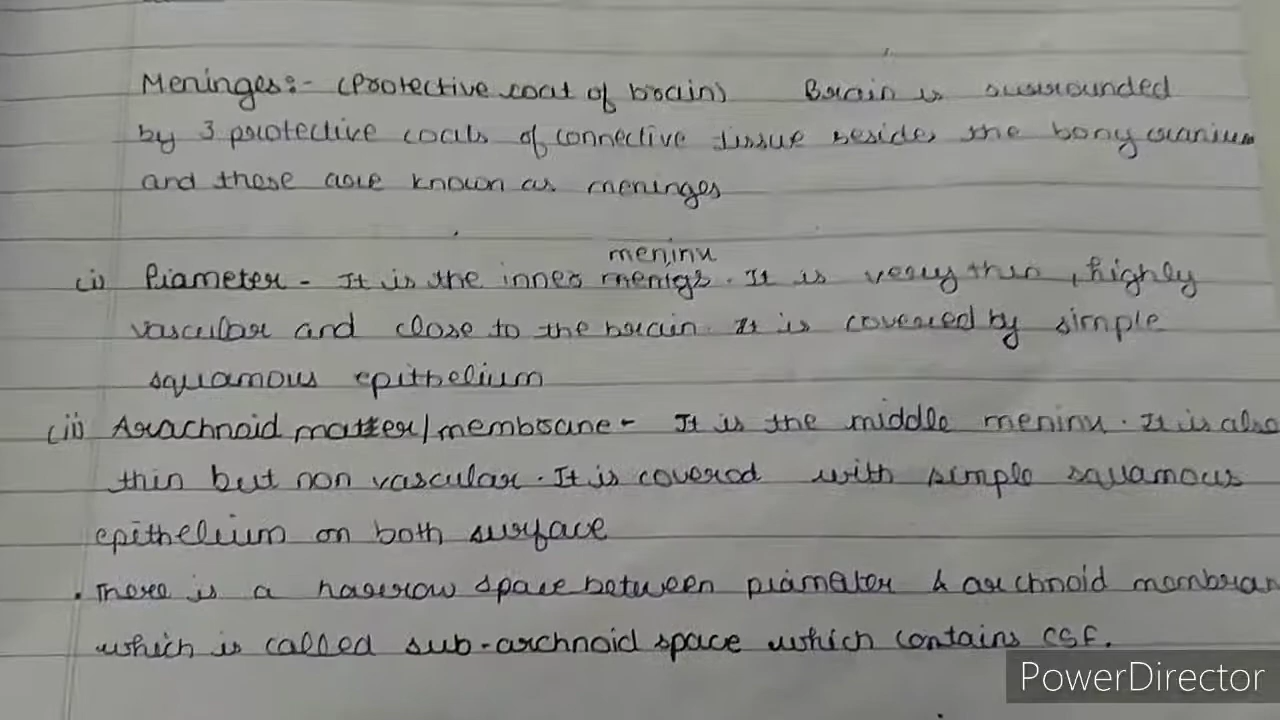 Meninges:- (Protective coat of brain) Brain is surrounded
by 3 protective coats of connective tissue besides the bony cranium
and these are known as meninges
meninx
(i) Piameter - It is the inner . It is very thin, highly
vascular and close to the brain. It is covered by simple
squamous epithelium
(ii) Arachnoid matter/membrane - It is the middle meninx. It is also
thin but non vascular. It is covered with simple squamous
epithelium on both surface
. There is a narrow space between piameter & archnoid membran
which is called sub-archnoid space which contains CSF.
PowerDirector